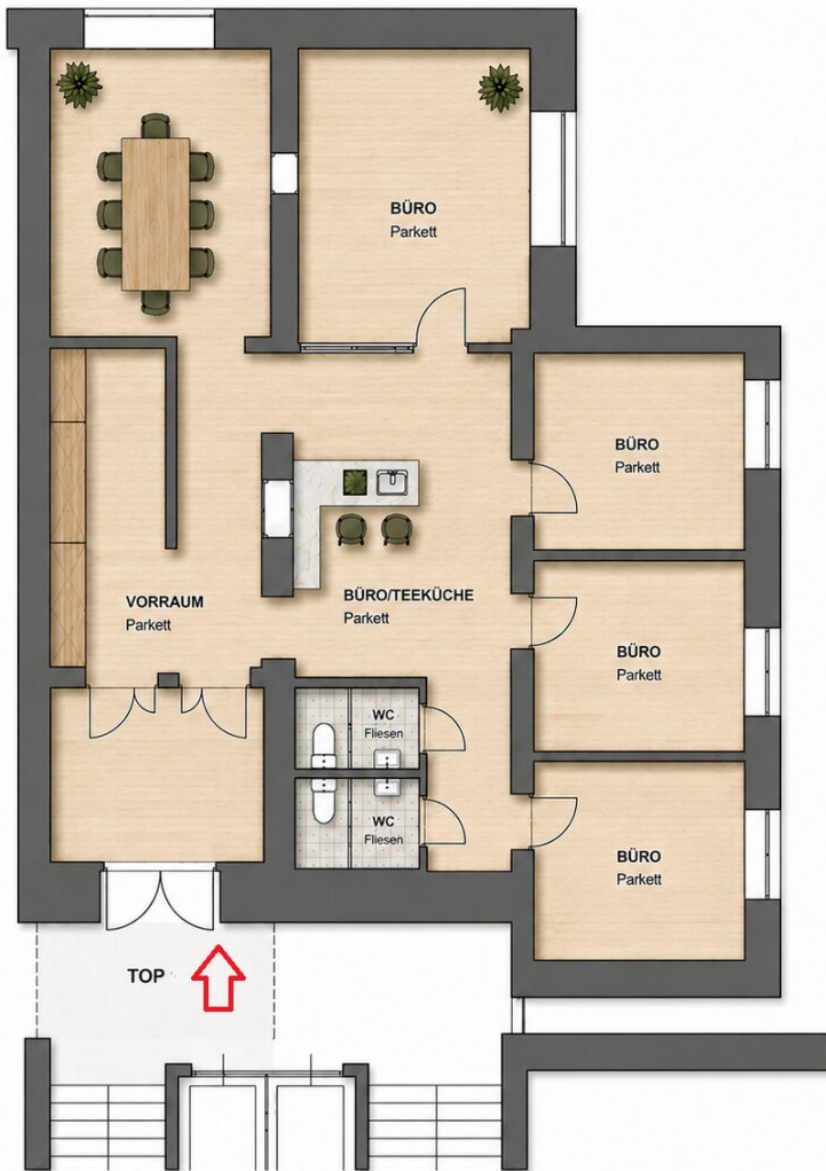 BÜRO
Parkett
BÜRO
Parkett
VORRAUM
Parkett
BÜRO/TEEKÜCHE
Parkett
BÜRO
Parkett
WC
Fliesen
WC
Fliesen
BÜRO
Parkett
TOP